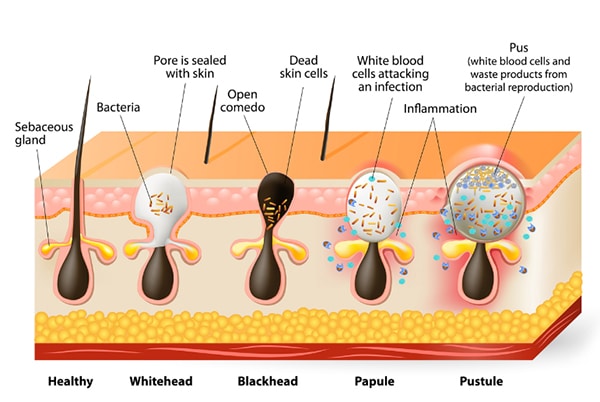 Pus
(white blood cells and
waste products from
bacterial reproduction)
Pore is sealed
with skin
Dead
skin cells
White blood
cells attacking
an infection
Bacteria
Open
comedo
Inflammation
Sebaceous
gland
Healthy
Whitehead
Blackhead
Papule
Pustule